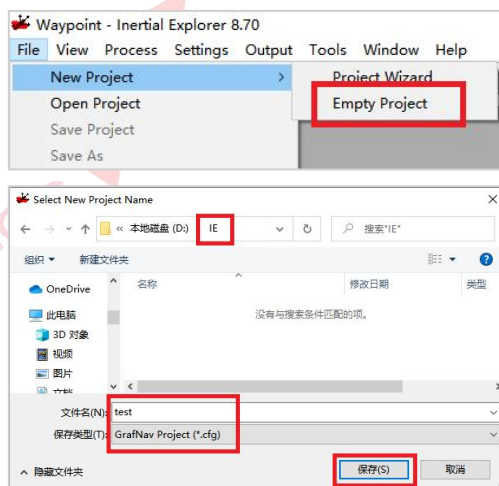 Waypoint - Inertial Explorer 8.70
File View Process Settings Output Tools Window Help
New Project > Project Wizard
Open Project Empty Project
Save Project
Save As
Select New Project Name
« 本地磁盘 (D:) IE 搜索"IE"
组织 新建文件夹
名称 修改日期 类型
OneDrive
没有与搜索条件匹配的项。
此电脑
3D 对象
视频
图片
文件名(N): test
保存类型(T): GrafNav Project (*.cfg)
隐藏文件夹 保存(S) 取消